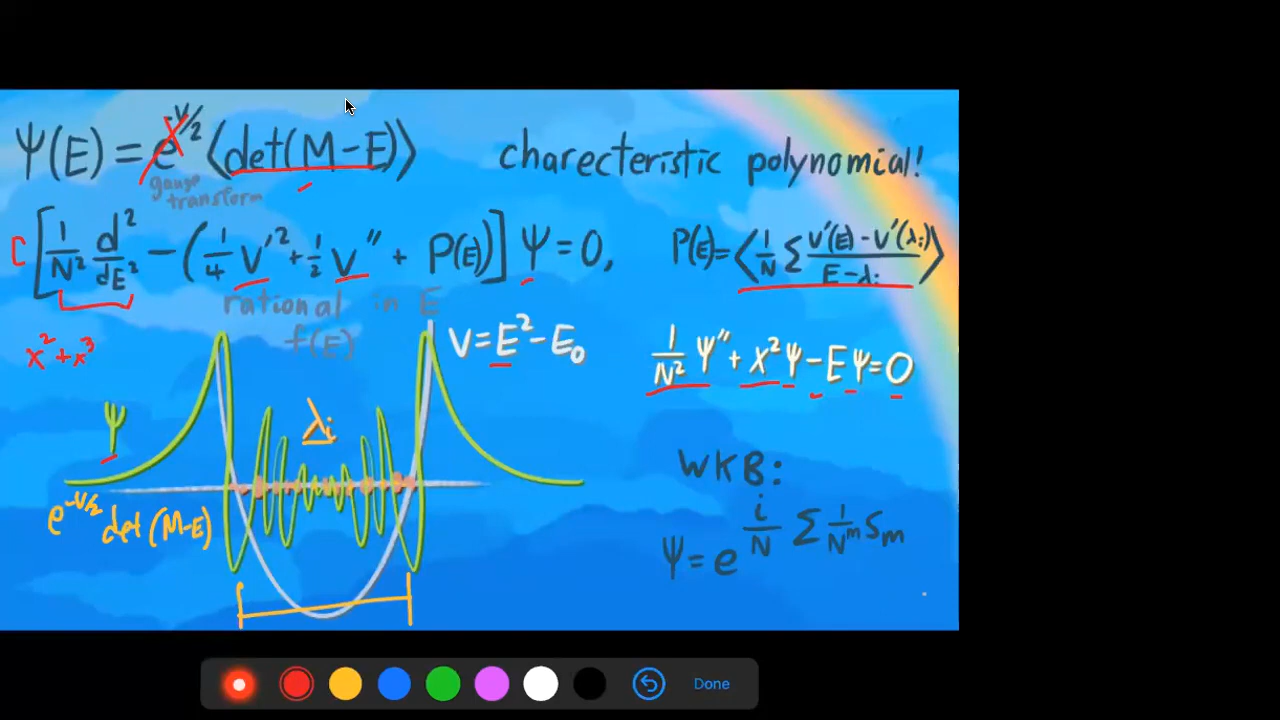 Ψ(E) = e^{-V/2} ⟨det(M-E)⟩ charecteristic polynomial!
gauge
transform
C [1/N² d²/dE² - (1/4 V'² + 1/2 V'' + P(E))] Ψ = 0, P(E) = ⟨1/N Σ (V'(E) - V'(λi))/(E-λi)⟩
rational in E
f(E)
x² + x³
V = E² - E₀
1/N² Ψ'' + x²Ψ - EΨ = 0
Ψ
λi
WKB:
e^{-V/2} det(M-E)
Ψ = e^{i/N Σ 1/N^m S_m}
Done